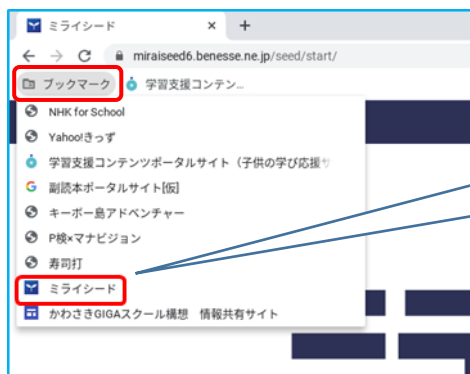 ミライシード
miraiseed6.benesse.ne.jp/seed/start/
ブックマーク 学習支援コンテン...
NHK for School
Yahoo!きっず
学習支援コンテンツポータルサイト（子供の学び応援サ
副読本ポータルサイト[仮]
キーボー島アドベンチャー
P検×マナビジョン
寿司打
ミライシード
かわさきGIGAスクール構想 情報共有サイト